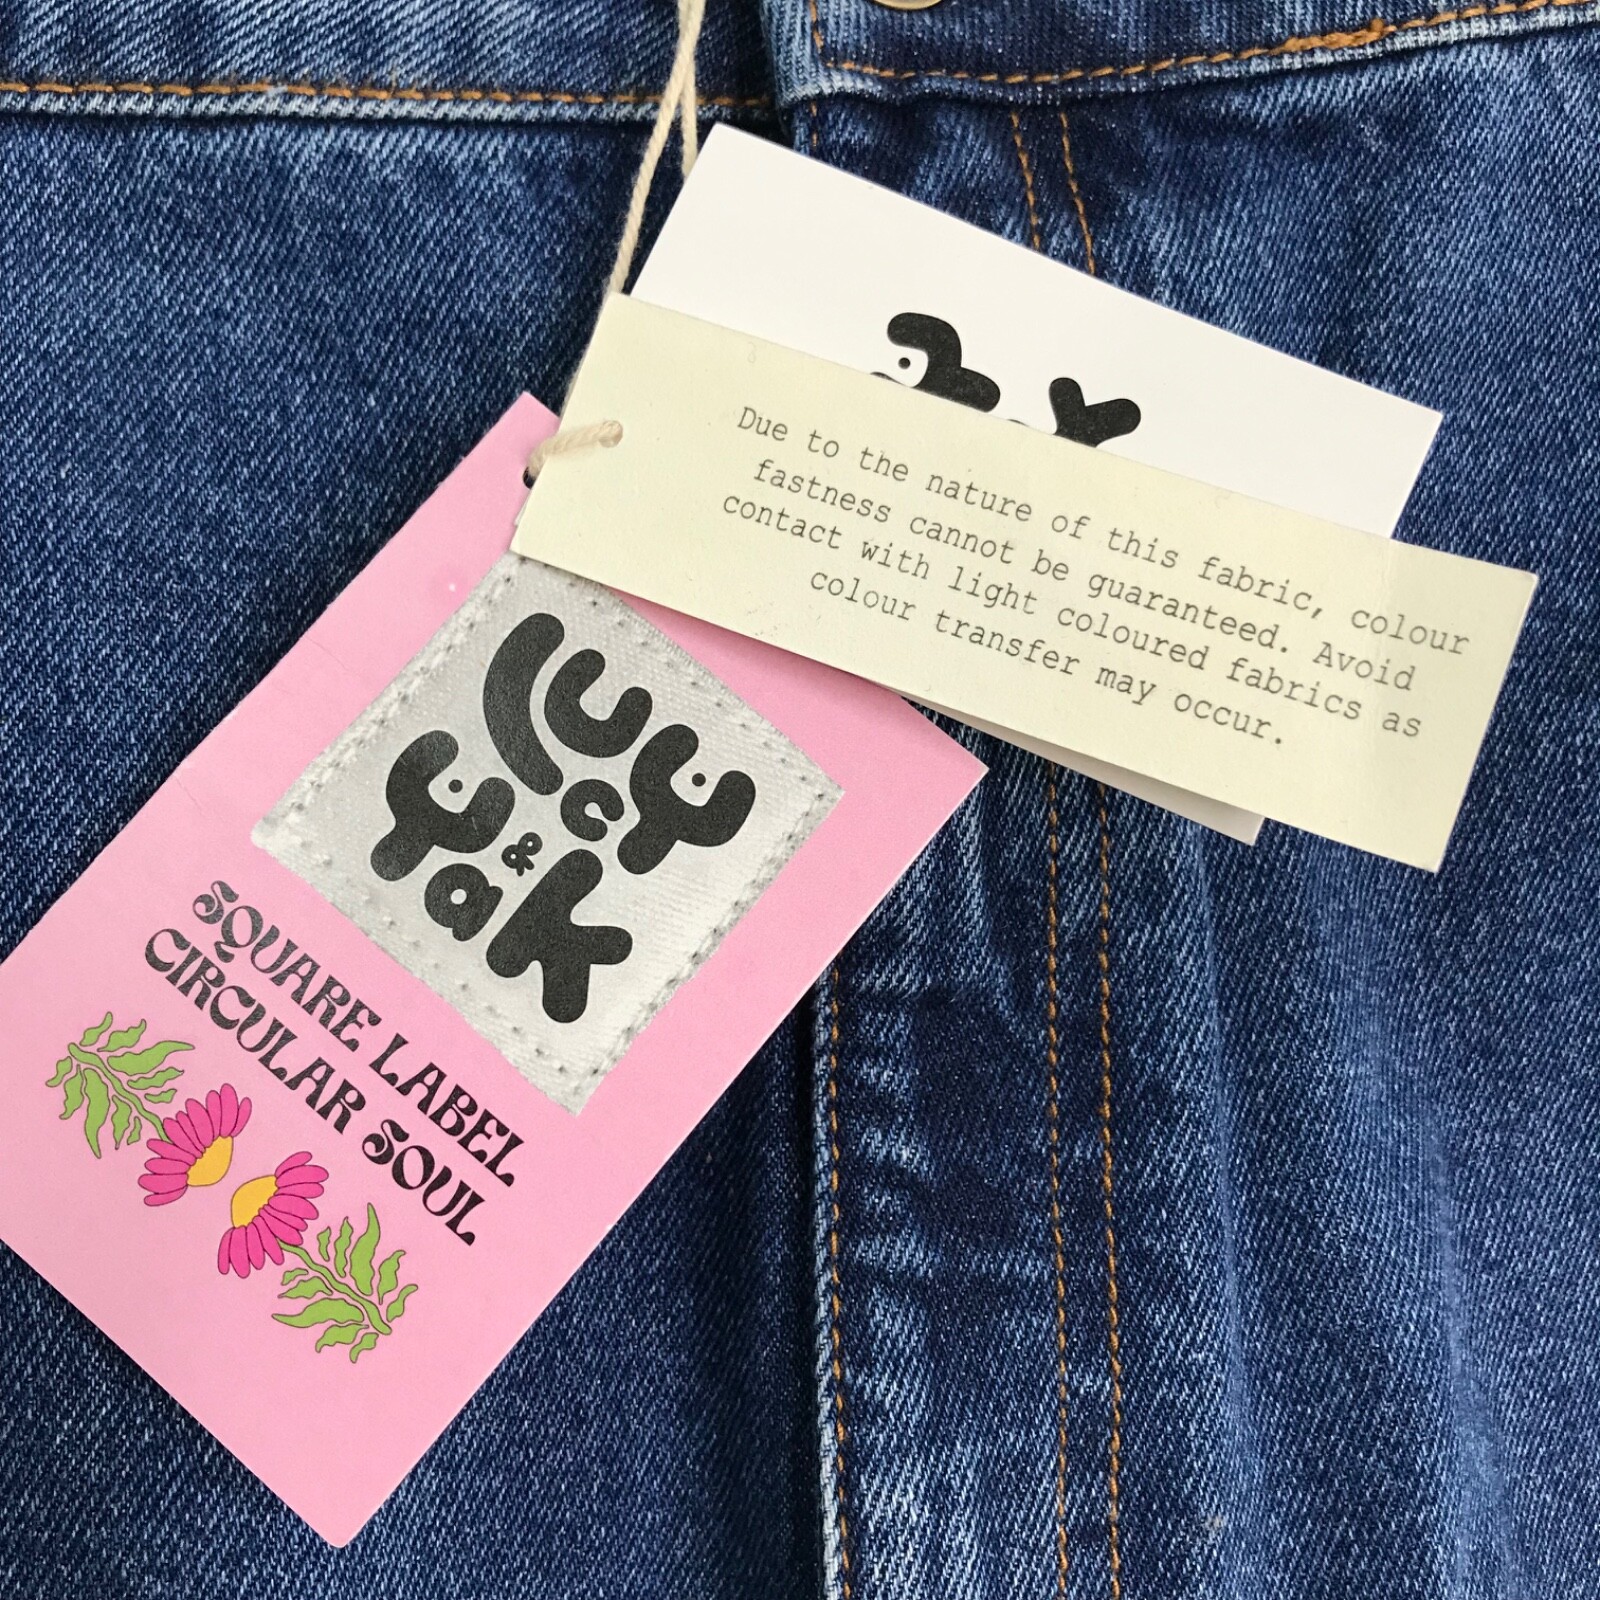 Due to the nature of this fabric, colour
fastness cannot be guaranteed. Avoid
contact with light coloured fabrics as
colour transfer may occur.
lucy
&
yak
SQUARE LABEL
CIRCULAR SOUL